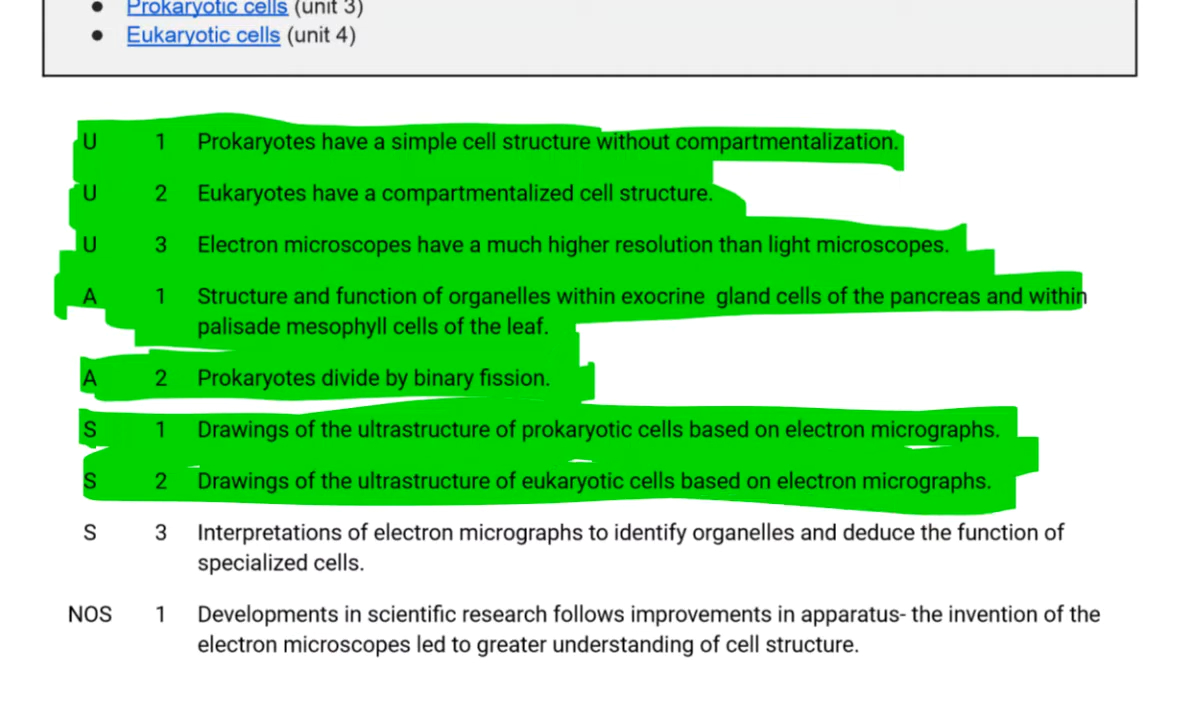 ● Prokaryotic cells (unit 3)
● Eukaryotic cells (unit 4)
U 1 Prokaryotes have a simple cell structure without compartmentalization.
U 2 Eukaryotes have a compartmentalized cell structure.
U 3 Electron microscopes have a much higher resolution than light microscopes.
A 1 Structure and function of organelles within exocrine gland cells of the pancreas and within
palisade mesophyll cells of the leaf.
A 2 Prokaryotes divide by binary fission.
S 1 Drawings of the ultrastructure of prokaryotic cells based on electron micrographs.
S 2 Drawings of the ultrastructure of eukaryotic cells based on electron micrographs.
S 3 Interpretations of electron micrographs to identify organelles and deduce the function of
specialized cells.
NOS 1 Developments in scientific research follows improvements in apparatus- the invention of the
electron microscopes led to greater understanding of cell structure.